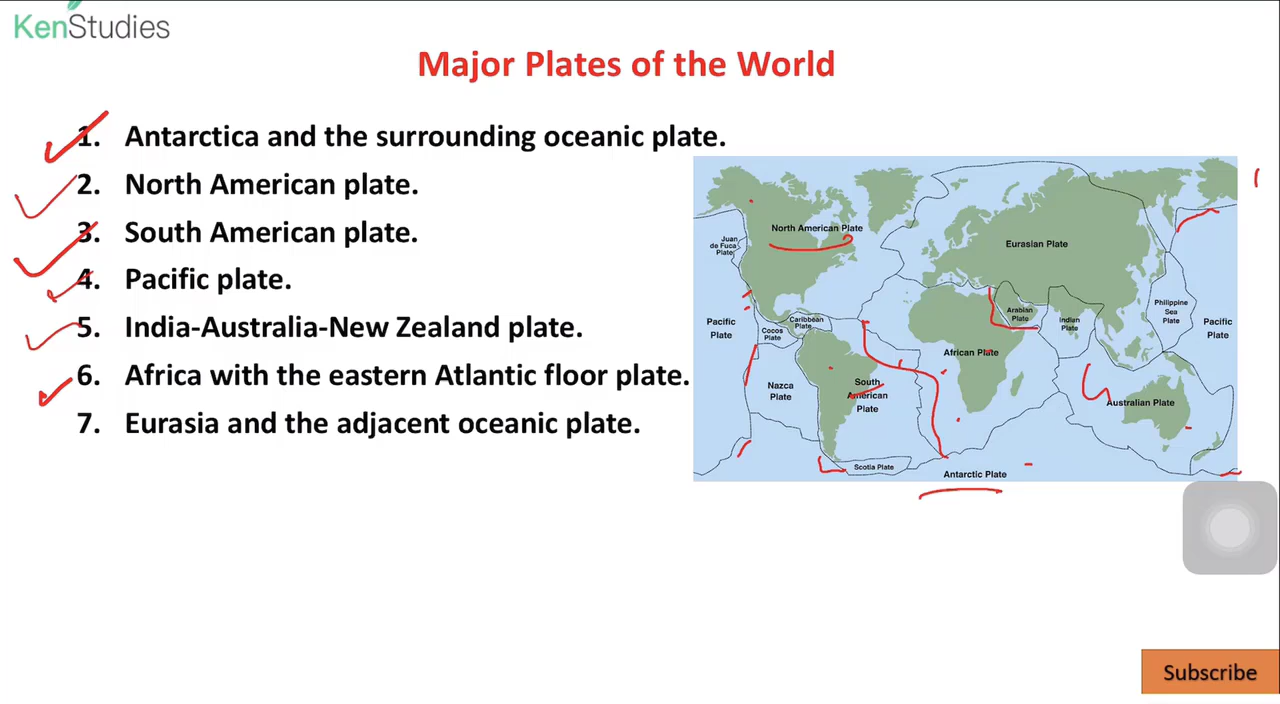 KenStudies
Major Plates of the World
1. Antarctica and the surrounding oceanic plate.
2. North American plate.
3. South American plate.
4. Pacific plate.
5. India-Australia-New Zealand plate.
6. Africa with the eastern Atlantic floor plate.
7. Eurasia and the adjacent oceanic plate.
North American Plate
Juan
de Fuca
Plate
Eurasian Plate
Caribbean
Plate
Cocos
Plate
Pacific
Plate
Arabian
Plate
Indian
Plate
Philippine
Sea
Plate
Pacific
Plate
African Plate
Nazca
Plate
South
American
Plate
Australian Plate
Scotia Plate
Antarctic Plate
Subscribe